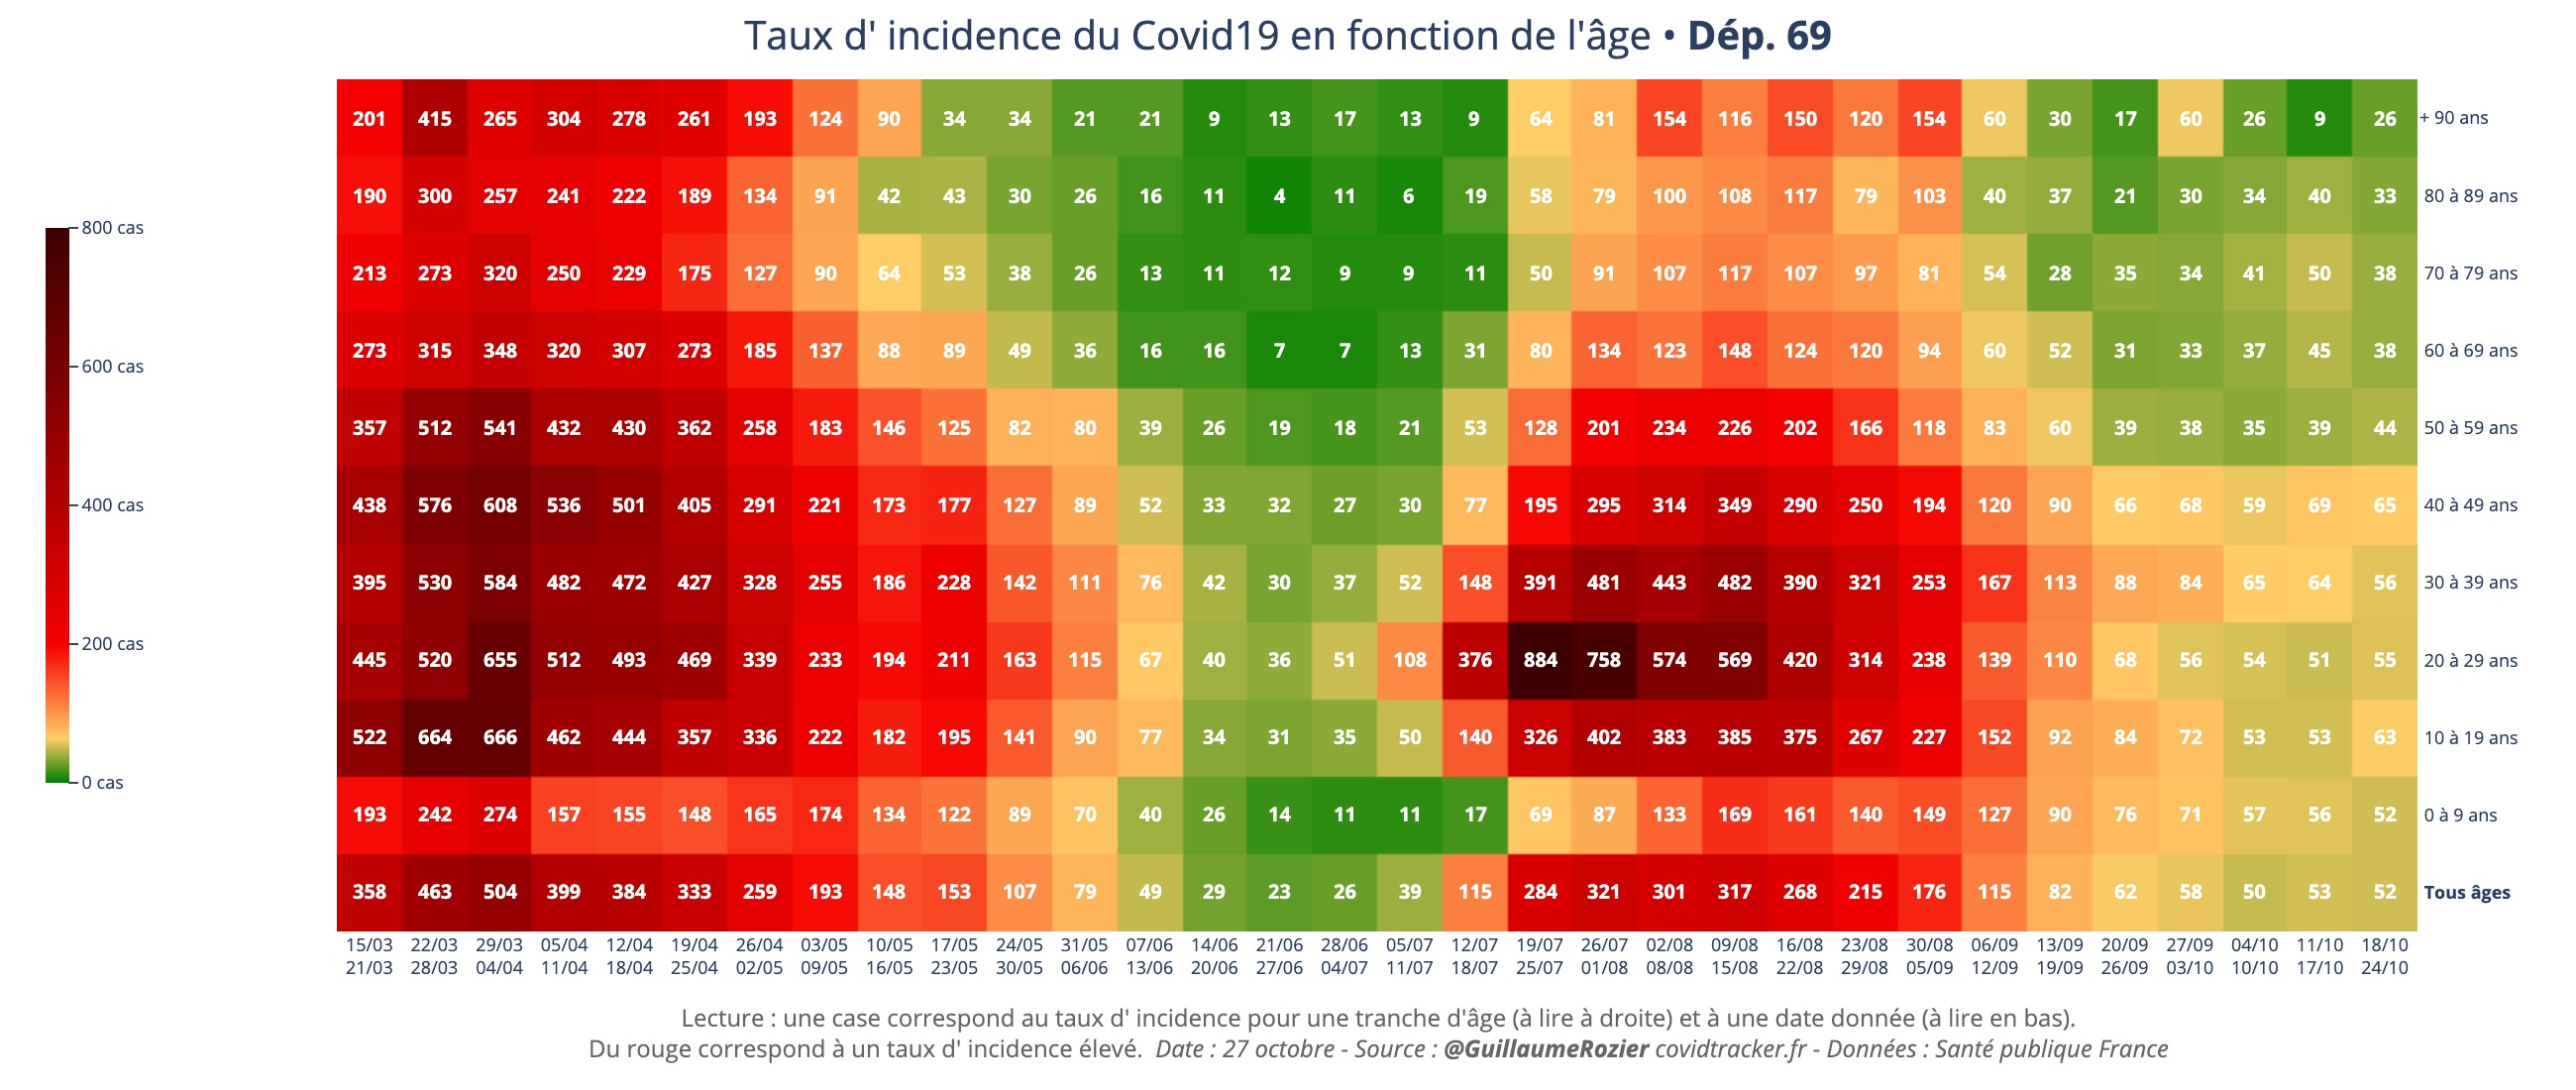 Taux d' incidence du Covid19 en fonction de l'âge • Dép. 69
800 cas
600 cas
400 cas
200 cas
0 cas
201 415 265 304 278 261 193 124 90 34 34 21 21 9 13 17 13 9 64 81 154 116 150 120 154 60 30 17 60 26 9 26 + 90 ans
190 300 257 241 222 189 134 91 42 43 30 26 16 11 4 11 6 19 58 79 100 108 117 79 103 40 37 21 30 34 40 33 80 à 89 ans
213 273 320 250 229 175 127 90 64 53 38 26 13 11 12 9 9 11 50 91 107 117 107 97 81 54 28 35 34 41 50 38 70 à 79 ans
273 315 348 320 307 273 185 137 88 89 49 36 16 16 7 7 13 31 80 134 123 148 124 120 94 60 52 31 33 37 45 38 60 à 69 ans
357 512 541 432 430 362 258 183 146 125 82 80 39 26 19 18 21 53 128 201 234 226 202 166 118 83 60 39 38 35 39 44 50 à 59 ans
438 576 608 536 501 405 291 221 173 177 127 89 52 33 32 27 30 77 195 295 314 349 290 250 194 120 90 66 68 59 69 65 40 à 49 ans
395 530 584 482 472 427 328 255 186 228 142 111 76 42 30 37 52 148 391 481 443 482 390 321 253 167 113 88 84 65 64 56 30 à 39 ans
445 520 655 512 493 469 339 233 194 211 163 115 67 40 36 51 108 376 884 758 574 569 420 314 238 139 110 68 56 54 51 55 20 à 29 ans
522 664 666 462 444 357 336 222 182 195 141 90 77 34 31 35 50 140 326 402 383 385 375 267 227 152 92 84 72 53 53 63 10 à 19 ans
193 242 274 157 155 148 165 174 134 122 89 70 40 26 14 11 11 17 69 87 133 169 161 140 149 127 90 76 71 57 56 52 0 à 9 ans
358 463 504 399 384 333 259 193 148 153 107 79 49 29 23 26 39 115 284 321 301 317 268 215 176 115 82 62 58 50 53 52 Tous âges
15/03 22/03 29/03 05/04 12/04 19/04 26/04 03/05 10/05 17/05 24/05 31/05 07/06 14/06 21/06 28/06 05/07 12/07 19/07 26/07 02/08 09/08 16/08 23/08 30/08 06/09 13/09 20/09 27/09 04/10 11/10 18/10
21/03 28/03 04/04 11/04 18/04 25/04 02/05 09/05 16/05 23/05 30/05 06/06 13/06 20/06 27/06 04/07 11/07 18/07 25/07 01/08 08/08 15/08 22/08 29/08 05/09 12/09 19/09 26/09 03/10 10/10 17/10 24/10
Lecture : une case correspond au taux d' incidence pour une tranche d'âge (à lire à droite) et à une date donnée (à lire en bas).
Du rouge correspond à un taux d' incidence élevé. Date : 27 octobre - Source : @GuillaumeRozier covidtracker.fr - Données : Santé publique France